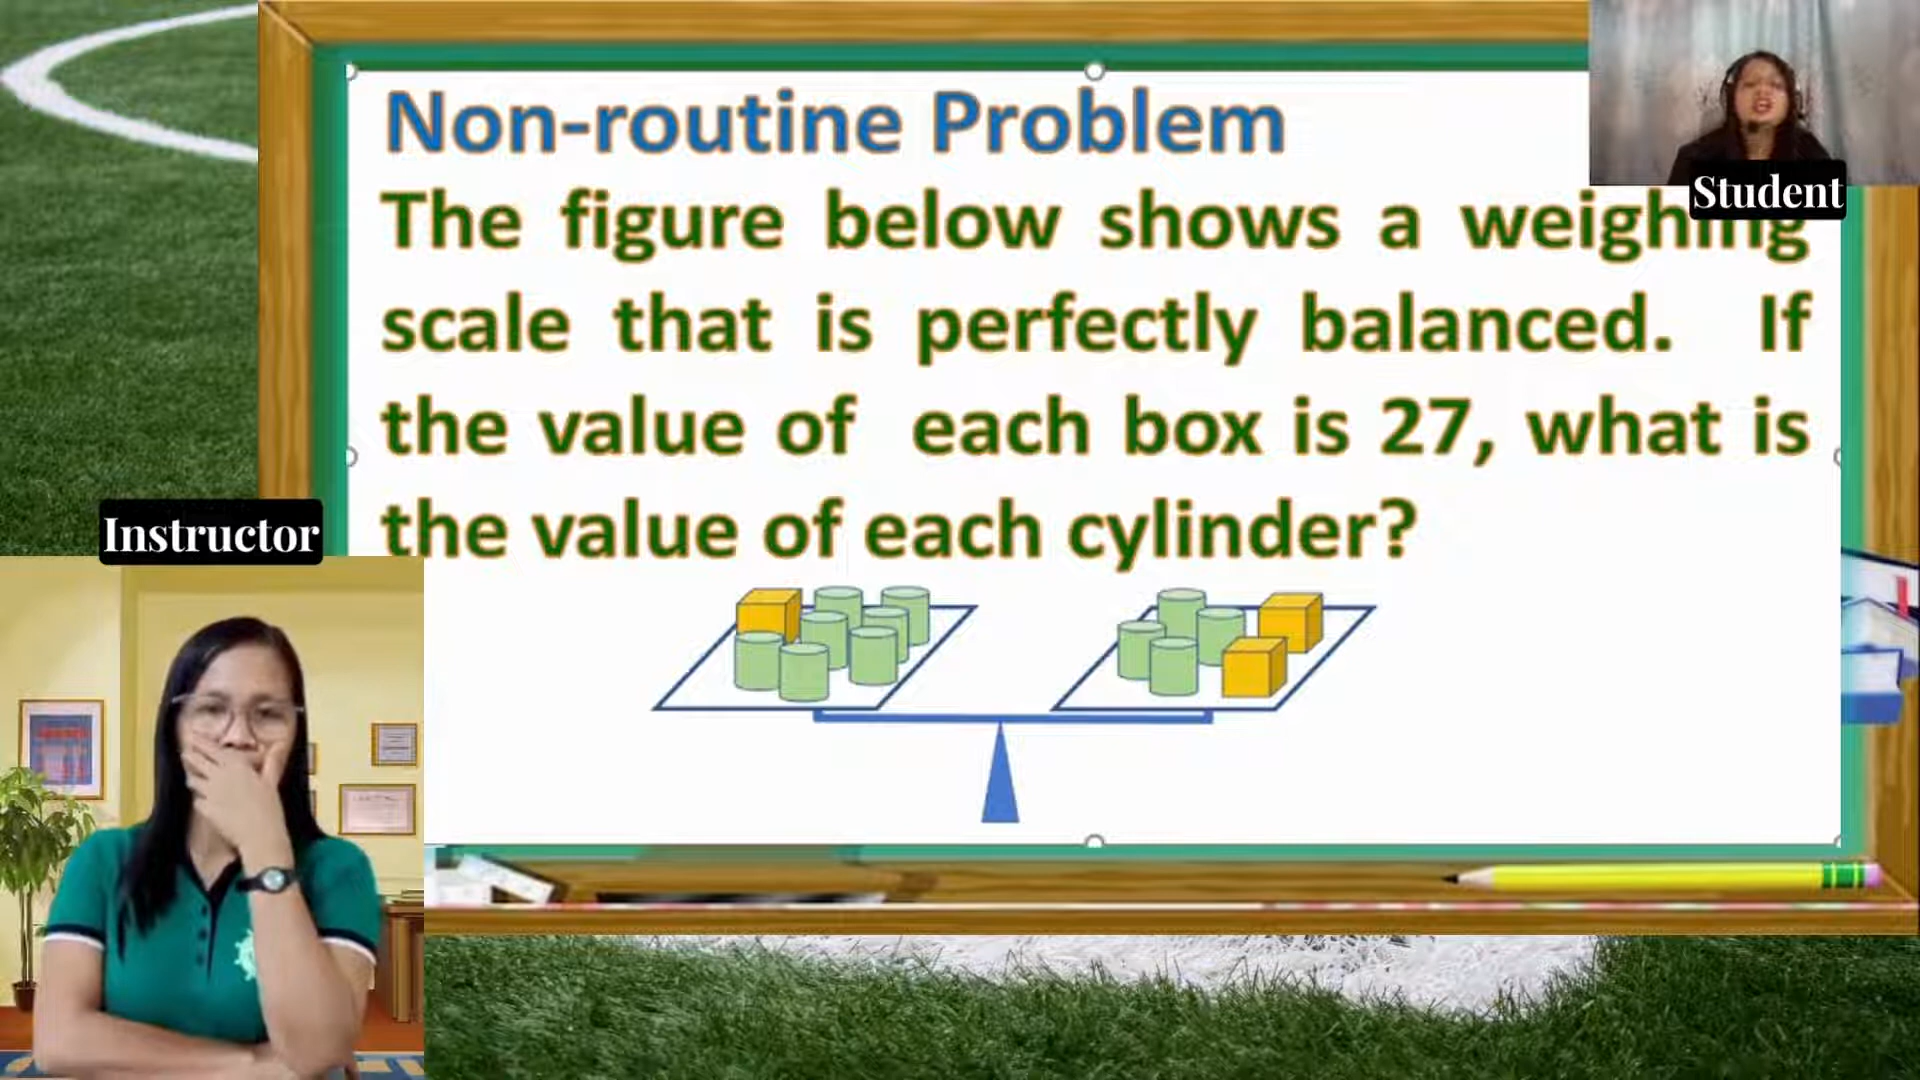 Non-routine Problem
Student
The figure below shows a weighing
scale that is perfectly balanced. If
the value of each box is 27, what is
Instructor
the value of each cylinder?